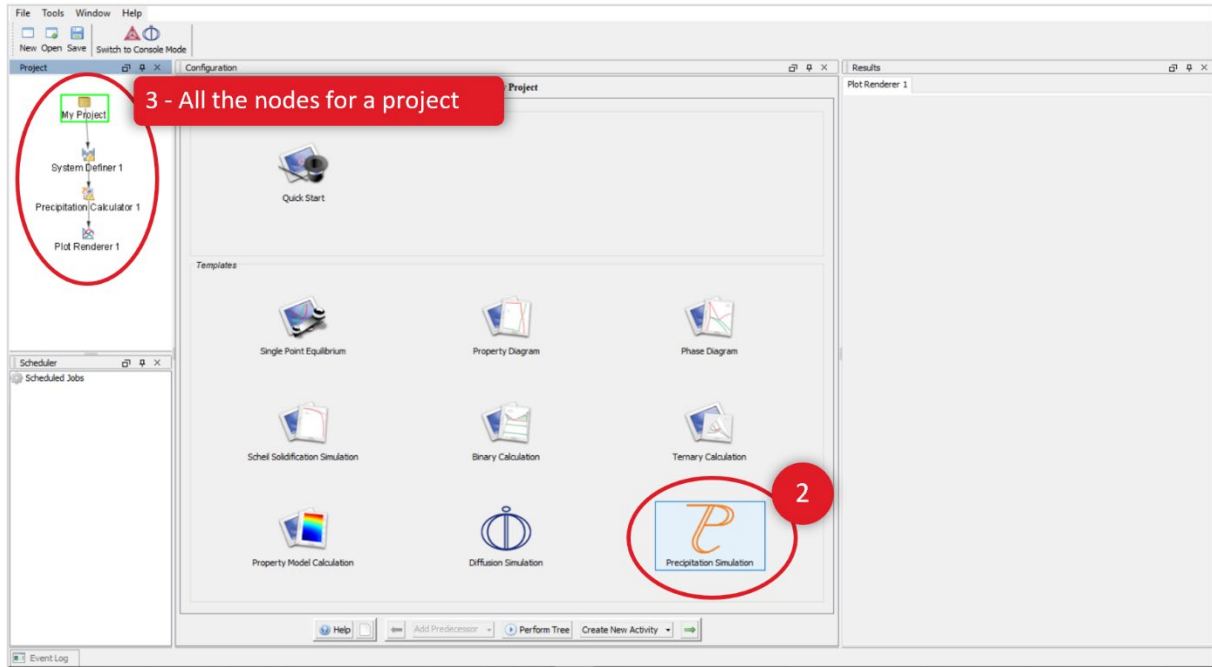 File Tools Window Help
New Open Save Switch to Console Mode
Project
Configuration
Results
3 - All the nodes for a project
Project
Plot Renderer 1
My Project
System Definer 1
Precipitation Calculator 1
Plot Renderer 1
Quick Start
Templates
Single Point Equilibrium
Property Diagram
Phase Diagram
Scheduler
Scheduled Jobs
Scheil Solidification Simulation
Binary Calculation
Ternary Calculation
2
Property Model Calculation
Diffusion Simulation
Precipitation Simulation
Help
Add Predecessor
Perform Tree
Create New Activity
Event Log